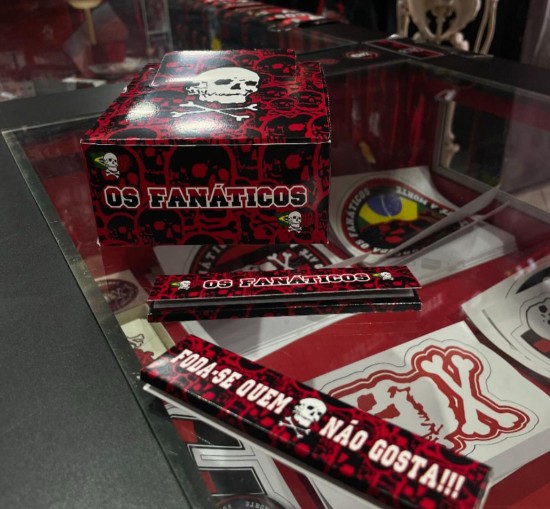 OS FANÁTICOS
OS FANÁTICOS
FODA-SE QUEM NÃO GOSTA!!!